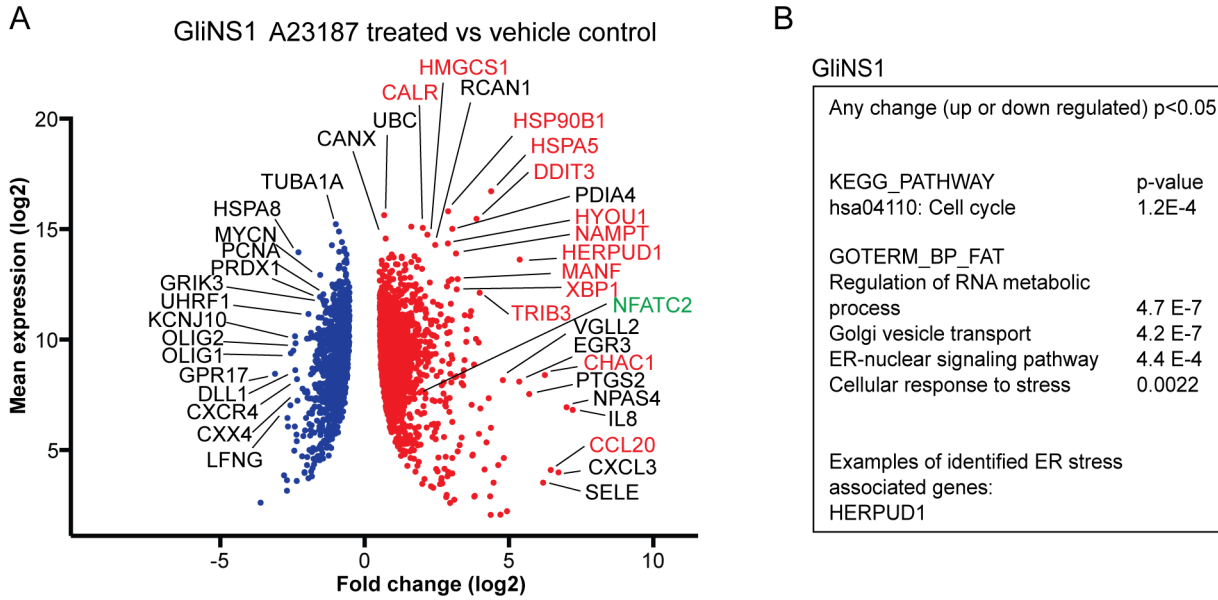 A
GliNS1 A23187 treated vs vehicle control
HMGCS1
CALR
RCAN1
UBC
HSP90B1
CANX
HSPA5
DDIT3
TUBA1A
PDIA4
HSPA8
HYOU1
MYCN
NAMPT
PCNA
HERPUD1
PRDX1
MANF
GRIK3
XBP1
UHRF1
TRIB3
NFATC2
KCNJ10
VGLL2
OLIG2
EGR3
OLIG1
CHAC1
GPR17
PTGS2
DLL1
NPAS4
CXCR4
IL8
CXX4
CCL20
LFNG
CXCL3
SELE
20
15
10
5
Mean expression (log2)
-5
0
5
10
Fold change (log2)
B
GliNS1
Any change (up or down regulated) p<0.05
KEGG_PATHWAY p-value
hsa04110: Cell cycle 1.2E-4
GOTERM_BP_FAT
Regulation of RNA metabolic
process 4.7 E-7
Golgi vesicle transport 4.2 E-7
ER-nuclear signaling pathway 4.4 E-4
Cellular response to stress 0.0022
Examples of identified ER stress
associated genes:
HERPUD1